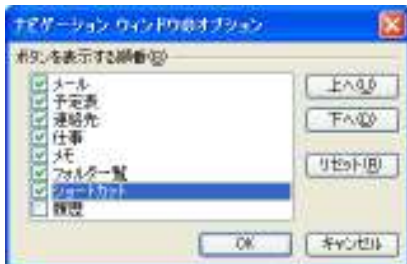 ナビゲーション ウィンドウのオプション
ボタンを表示する順番(B)
メール
予定表
連絡先
仕事
メモ
フォルダ一覧
ショートカット
履歴
上へ(U)
下へ(D)
リセット(R)
OK
キャンセル